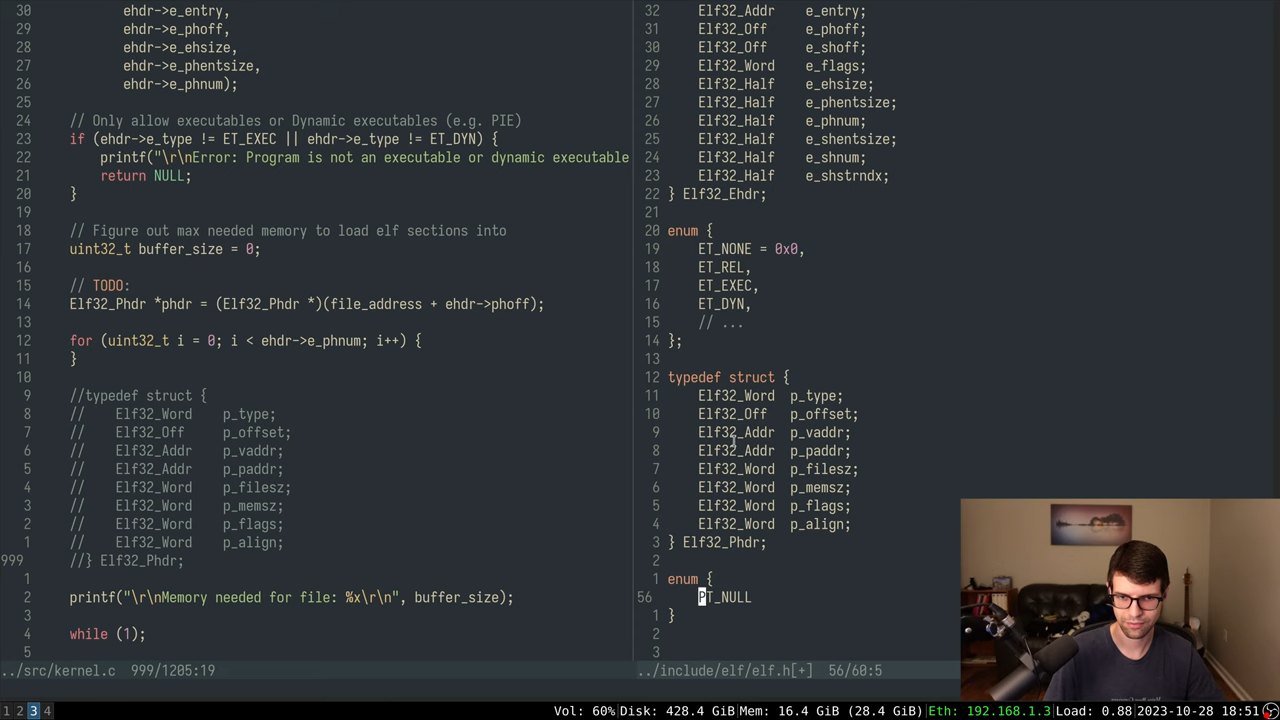 30            ehdr->e_entry,
29            ehdr->e_phoff,
28            ehdr->e_ehsize,
27            ehdr->e_phentsize,
26            ehdr->e_phnum);
25
24     // Only allow executables or Dynamic executables (e.g. PIE)
23     if (ehdr->e_type != ET_EXEC || ehdr->e_type != ET_DYN) {
22         printf("\r\nError: Program is not an executable or dynamic executable
21         return NULL;
20     }
19
18     // Figure out max needed memory to load elf sections into
17     uint32_t buffer_size = 0;
16
15     // TODO:
14     Elf32_Phdr *phdr = (Elf32_Phdr *)(file_address + ehdr->phoff);
13
12     for (uint32_t i = 0; i < ehdr->e_phnum; i++) {
11     }
10
9     //typedef struct {
8     //    Elf32_Word    p_type;
7     //    Elf32_Off     p_offset;
6     //    Elf32_Addr    p_vaddr;
5     //    Elf32_Addr    p_paddr;
4     //    Elf32_Word    p_filesz;
3     //    Elf32_Word    p_memsz;
2     //    Elf32_Word    p_flags;
1     //    Elf32_Word    p_align;
999     //} Elf32_Phdr;
1
2     printf("\r\nMemory needed for file: %x\r\n", buffer_size);
3
4     while (1);
5
../src/kernel.c  999/1205:19
32     Elf32_Addr    e_entry;
31     Elf32_Off     e_phoff;
30     Elf32_Off     e_shoff;
29     Elf32_Word    e_flags;
28     Elf32_Half    e_ehsize;
27     Elf32_Half    e_phentsize;
26     Elf32_Half    e_phnum;
25     Elf32_Half    e_shentsize;
24     Elf32_Half    e_shnum;
23     Elf32_Half    e_shstrndx;
22 } Elf32_Ehdr;
21
20 enum {
19     ET_NONE = 0x0,
18     ET_REL,
17     ET_EXEC,
16     ET_DYN,
15     // ...
14 };
13
12 typedef struct {
11     Elf32_Word  p_type;
10     Elf32_Off   p_offset;
9     Elf32_Addr  p_vaddr;
8     Elf32_Addr  p_paddr;
7     Elf32_Word  p_filesz;
6     Elf32_Word  p_memsz;
5     Elf32_Word  p_flags;
4     Elf32_Word  p_align;
3 } Elf32_Phdr;
2
1 enum {
56     PT_NULL
1 }
2
3
../include/elf/elf.h[+]  56/60:5
1 2 3 4
Vol: 60%|Disk: 428.4 GiB|Mem: 16.4 GiB (28.4 GiB)|Eth: 192.168.1.3|Load: 0.88|2023-10-28 18:51